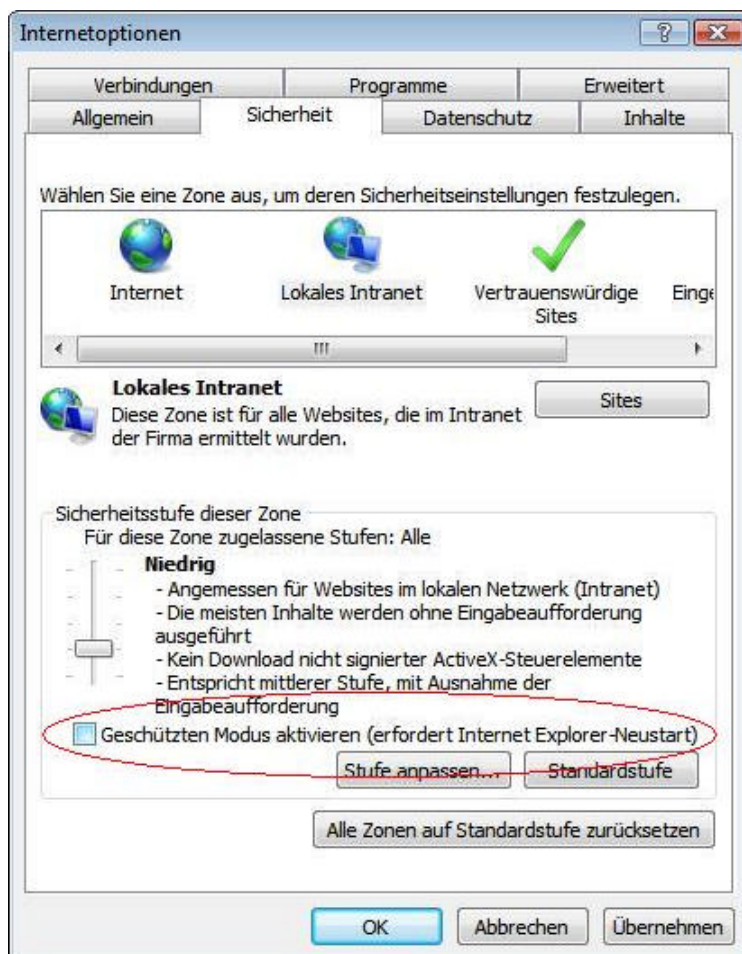 Internetoptionen
Verbindungen Programme Erweitert
Allgemein Sicherheit Datenschutz Inhalte
Wählen Sie eine Zone aus, um deren Sicherheitseinstellungen festzulegen.
Internet Lokales Intranet Vertrauenswürdige Einge
Sites
Lokales Intranet
Sites
Diese Zone ist für alle Websites, die im Intranet
der Firma ermittelt wurden.
Sicherheitsstufe dieser Zone
Für diese Zone zugelassene Stufen: Alle
Niedrig
- Angemessen für Websites im lokalen Netzwerk (Intranet)
- Die meisten Inhalte werden ohne Eingabeaufforderung
ausgeführt
- Kein Download nicht signierter ActiveX-Steuerelemente
- Entspricht mittlerer Stufe, mit Ausnahme der
Eingabeaufforderung
Geschützten Modus aktivieren (erfordert Internet Explorer-Neustart)
Stufe anpassen... Standardstufe
Alle Zonen auf Standardstufe zurücksetzen
OK Abbrechen Übernehmen